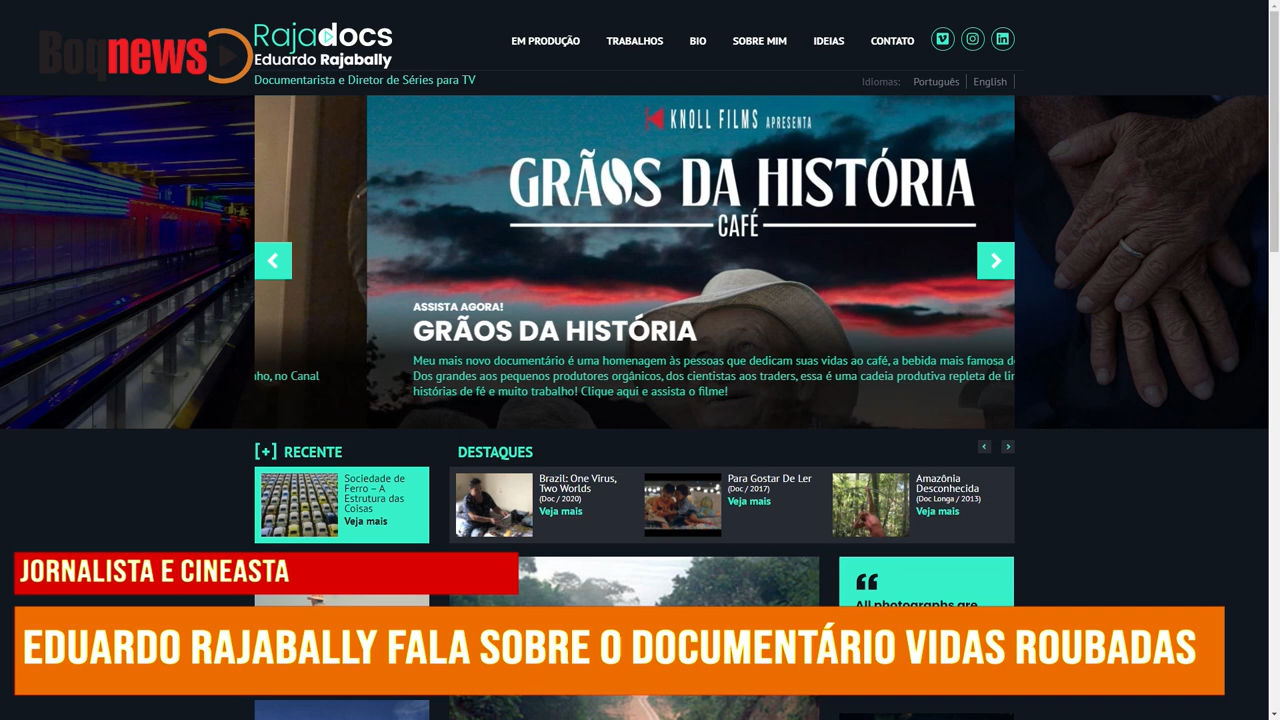 Boqnews
Rajadocs
Eduardo Rajabally
Documentarista e Diretor de Séries para TV
EM PRODUÇÃO TRABALHOS BIO SOBRE MIM IDEIAS CONTATO
Idiomas: Português English
KNOLL FILMS APRESENTA
GRÃOS DA HISTÓRIA
CAFÉ
ASSISTA AGORA!
GRÃOS DA HISTÓRIA
Meu mais novo documentário é uma homenagem às pessoas que dedicam suas vidas ao café, a bebida mais famosa
nho, no Canal
Dos grandes aos pequenos produtores orgânicos, dos cientistas aos traders, essa é uma cadeia produtiva repleta de
histórias de fé e muito trabalho! Clique aqui e assista o filme!
[+] RECENTE
DESTAQUES
Sociedade de
Ferro – A
Estrutura das
Coisas
Veja mais
Brazil: One Virus,
Two Worlds
(Doc / 2020)
Veja mais
Para Gostar De Ler
(Doc / 2017)
Veja mais
Amazônia
Desconhecida
(Doc Longa / 2013)
Veja mais
All photographs are
JORNALISTA E CINEASTA
EDUARDO RAJABALLY FALA SOBRE O DOCUMENTÁRIO VIDAS ROUBADAS